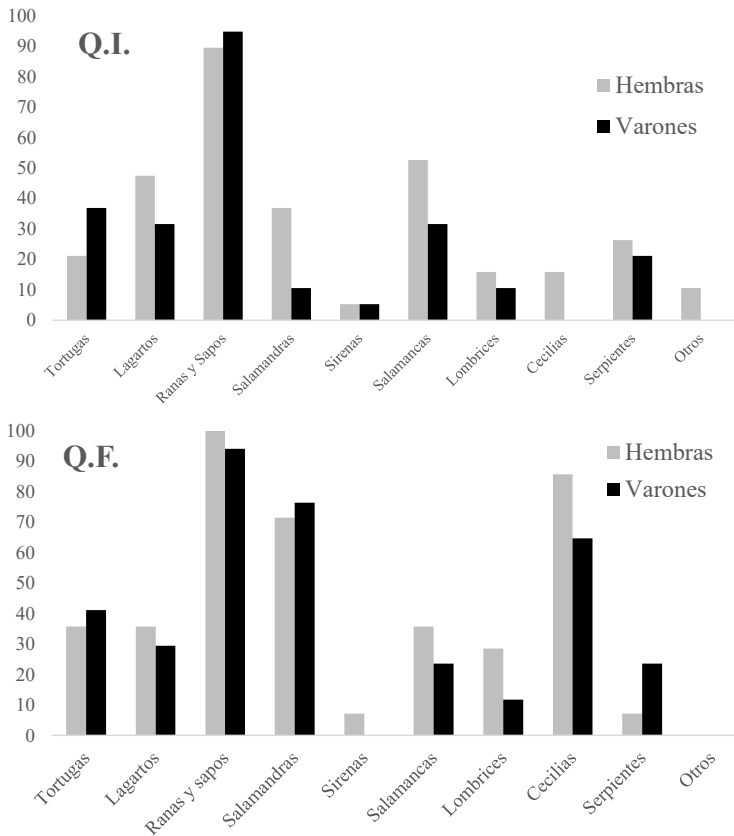 100
90
80
70
60
50
40
30
20
10
0
Q.I.
Hembras
Varones
Tortugas
Lagartos
Ranas y Sapos
Salamandras
Sirenas
Salamancas
Lombrices
Cecilias
Serpientes
Otros
100
90
80
70
60
50
40
30
20
10
0
Q.F.
Hembras
Varones
Tortugas
Lagartos
Ranas y sapos
Salamandras
Sirenas
Salamancas
Lombrices
Cecilias
Serpientes
Otros